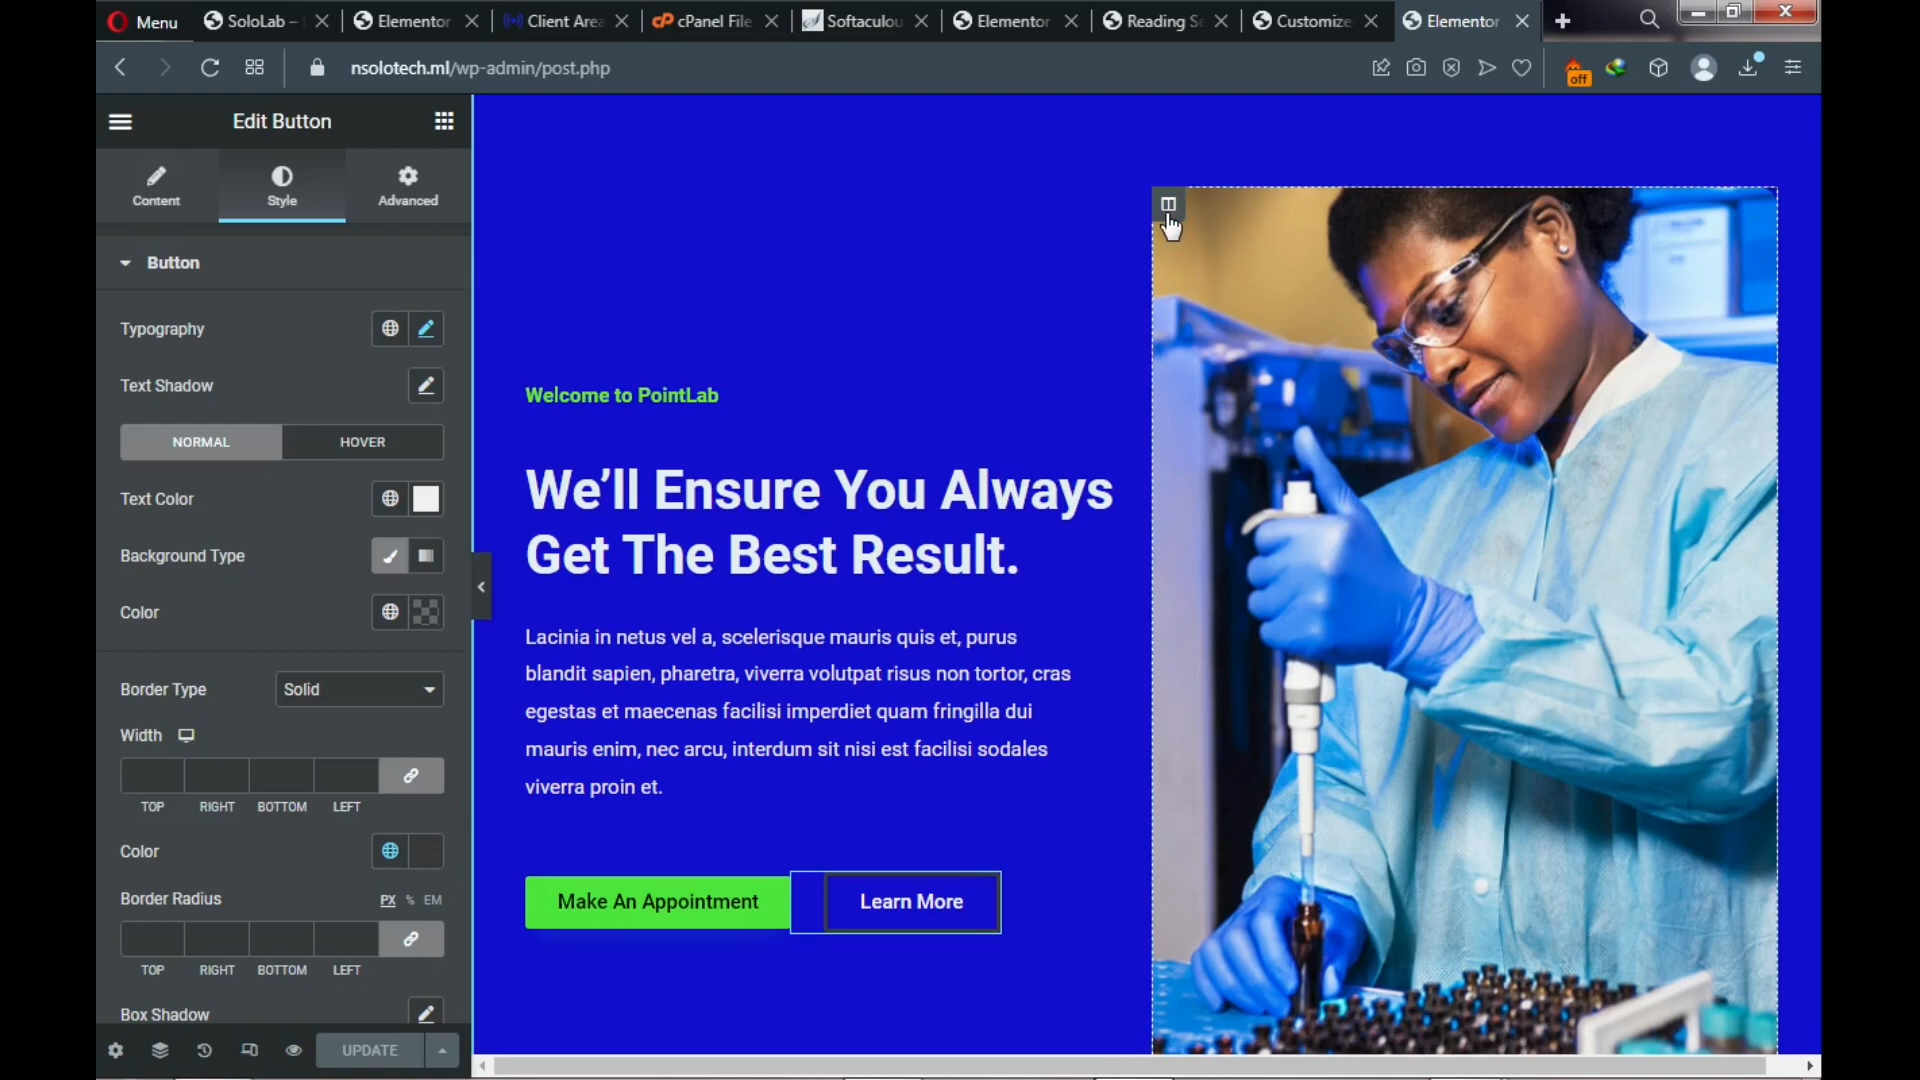 Menu
SoloLab –
Elementor
Client Area
cPanel File
Softaculou
Elementor
Reading Se
Customize
Elementor
nsolotech.ml/wp-admin/post.php
off
Edit Button
Content
Style
Advanced
Button
Typography
Text Shadow
NORMAL
HOVER
Text Color
Background Type
Color
Border Type
Solid
Width
TOP
RIGHT
BOTTOM
LEFT
Color
Border Radius
PX
%
EM
TOP
RIGHT
BOTTOM
LEFT
Box Shadow
UPDATE
Welcome to PointLab
We’ll Ensure You Always
Get The Best Result.
Lacinia in netus vel a, scelerisque mauris quis et, purus
blandit sapien, pharetra, viverra volutpat risus non tortor, cras
egestas et maecenas facilisi imperdiet quam fringilla dui
mauris enim, nec arcu, interdum sit nisi est facilisi sodales
viverra proin et.
Make An Appointment
Learn More